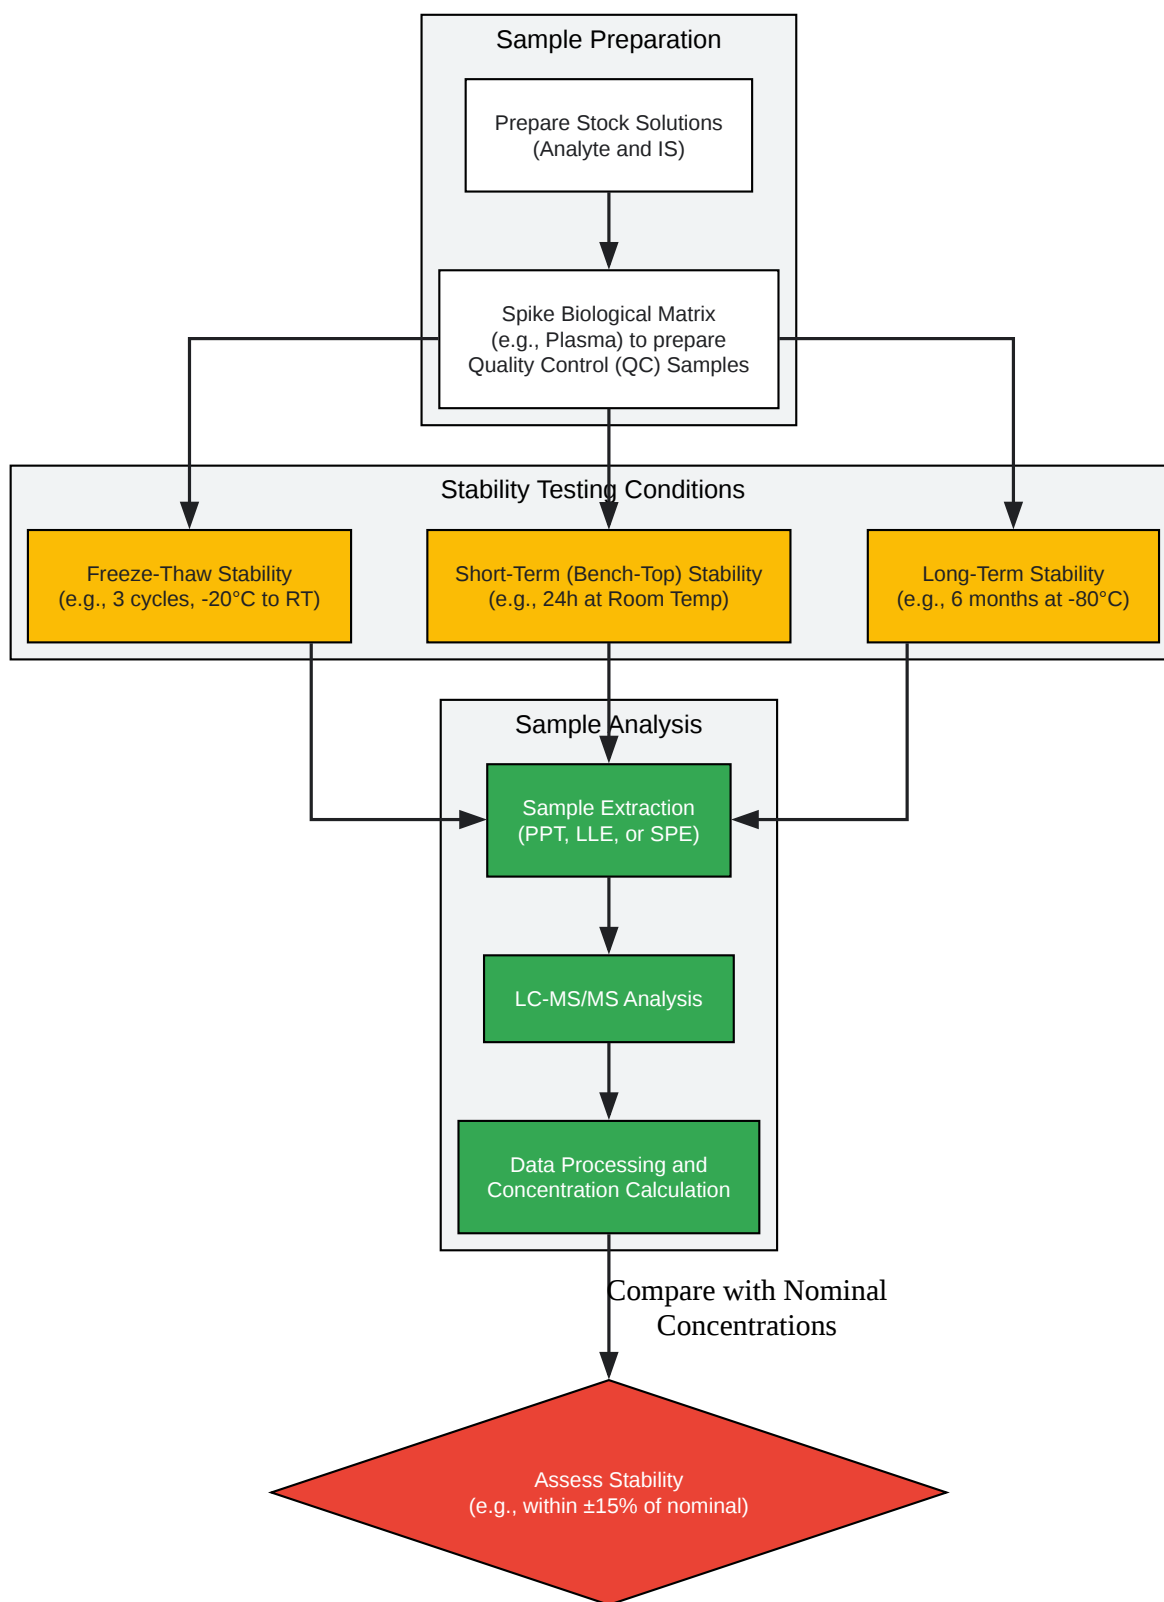 Sample Preparation
Prepare Stock Solutions
(Analyte and IS)
Spike Biological Matrix
(e.g., Plasma) to prepare
Quality Control (QC) Samples
Stability Testing Conditions
Freeze-Thaw Stability
(e.g., 3 cycles, -20°C to RT)
Short-Term (Bench-Top) Stability
(e.g., 24h at Room Temp)
Long-Term Stability
(e.g., 6 months at -80°C)
Sample Analysis
Sample Extraction
(PPT, LLE, or SPE)
LC-MS/MS Analysis
Data Processing and
Concentration Calculation
Compare with Nominal
Concentrations
Assess Stability
(e.g., within ±15% of nominal)